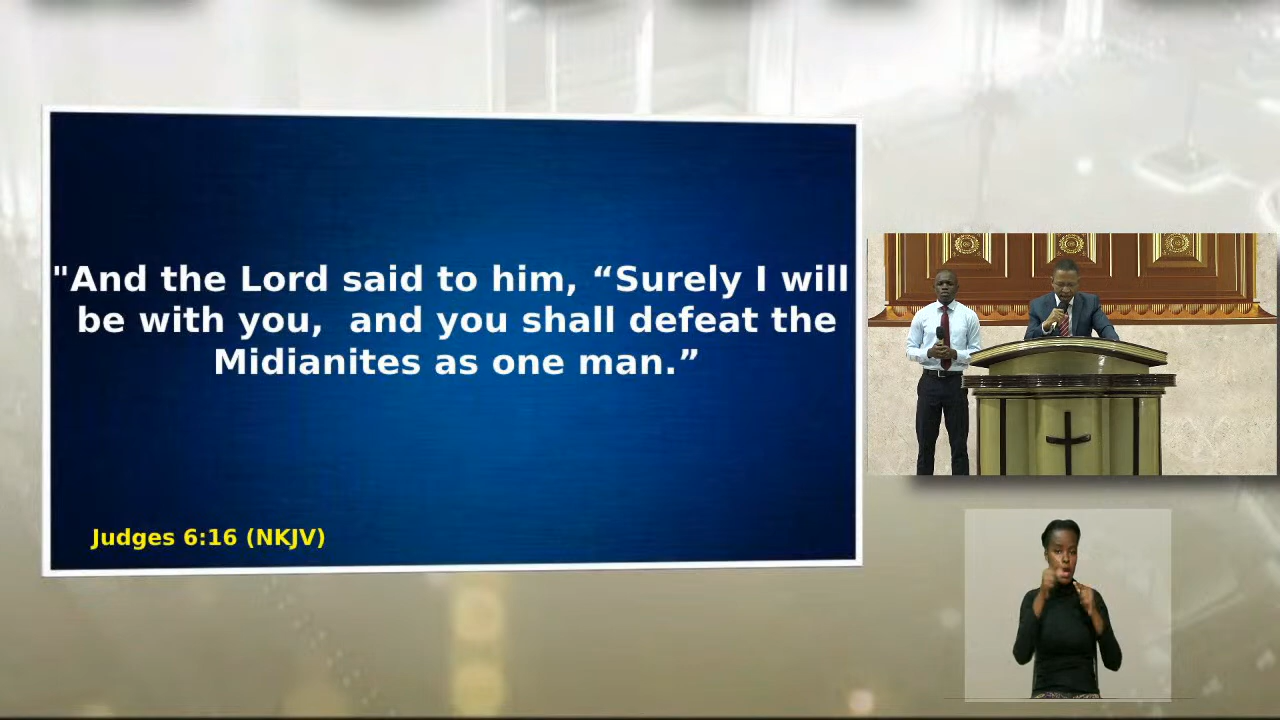 "And the Lord said to him, “Surely I will
be with you,  and you shall defeat the
Midianites as one man.”
Judges 6:16 (NKJV)